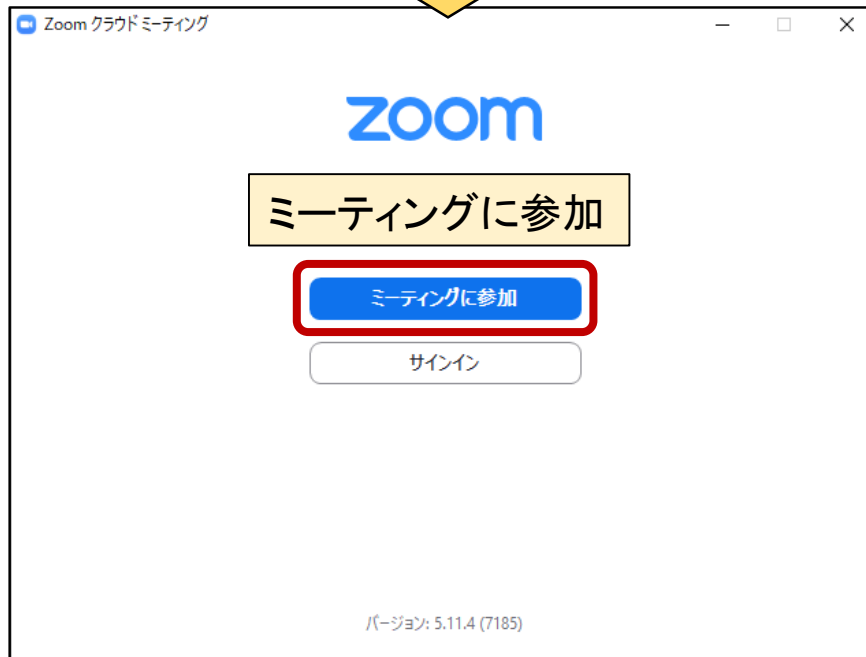 Zoom クラウド ミーティング
zoom
ミーティングに参加
ミーティングに参加
サインイン
バージョン: 5.11.4 (7185)